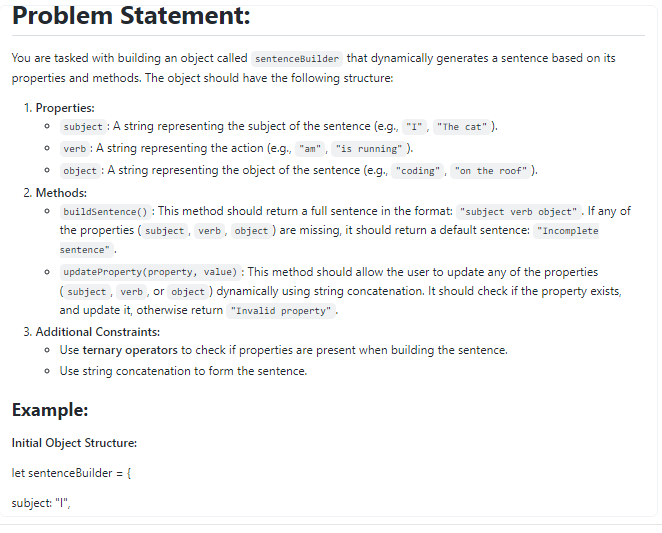 Problem Statement:
You are tasked with building an object called sentenceBuilder that dynamically generates a sentence based on its
properties and methods. The object should have the following structure:
1. Properties:
subject : A string representing the subject of the sentence (e.g., "I" , "The cat" ).
verb : A string representing the action (e.g., "am" , "is running" ).
object : A string representing the object of the sentence (e.g., "coding" , "on the roof" ).
2. Methods:
buildSentence() : This method should return a full sentence in the format: "subject verb object" . If any of
the properties ( subject , verb , object ) are missing, it should return a default sentence: "Incomplete
sentence" .
updateProperty(property, value) : This method should allow the user to update any of the properties
( subject , verb , or object ) dynamically using string concatenation. It should check if the property exists,
and update it, otherwise return "Invalid property" .
3. Additional Constraints:
Use ternary operators to check if properties are present when building the sentence.
Use string concatenation to form the sentence.
Example:
Initial Object Structure:
let sentenceBuilder = {
subject: "I",